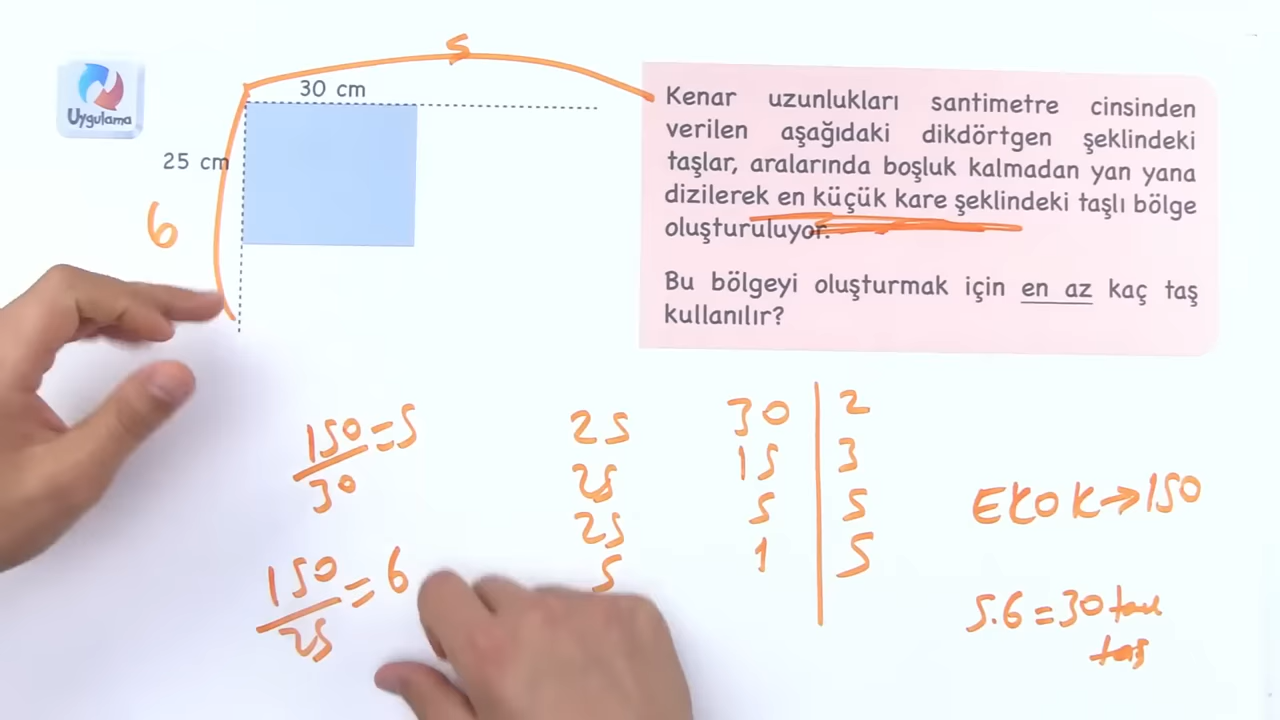 Uygulama
5
30 cm
25 cm
6
Kenar uzunlukları santimetre cinsinden
verilen aşağıdaki dikdörtgen şeklindeki
taşlar, aralarında boşluk kalmadan yan yana
dizilerek en küçük kare şeklindeki taşlı bölge
oluşturuluyor.
Bu bölgeyi oluşturmak için en az kaç taş
kullanılır?
150/30 = 5
150/25 = 6
25 30 | 2
25 15 | 3
25 5 | 5
5 1 | 5
EKOK → 150
5.6 = 30 tane
taş